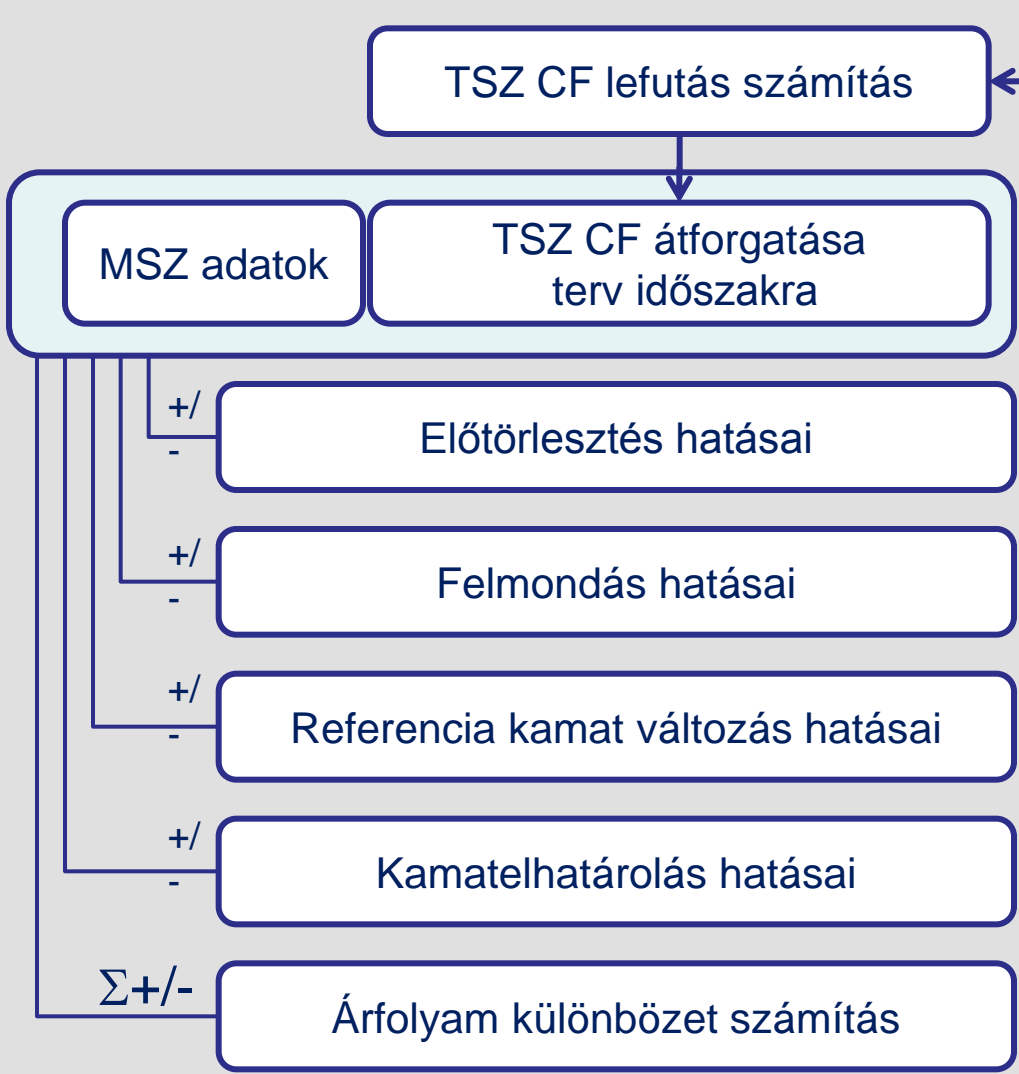 TSZ CF lefutás számítás
MSZ adatok
TSZ CF átforgatása
terv időszakra
+/
-
Előtörlesztés hatásai
+/
-
Felmondás hatásai
+/
-
Referencia kamat változás hatásai
+/
-
Kamatelhatárolás hatásai
Σ+/-
Árfolyam különbözet számítás